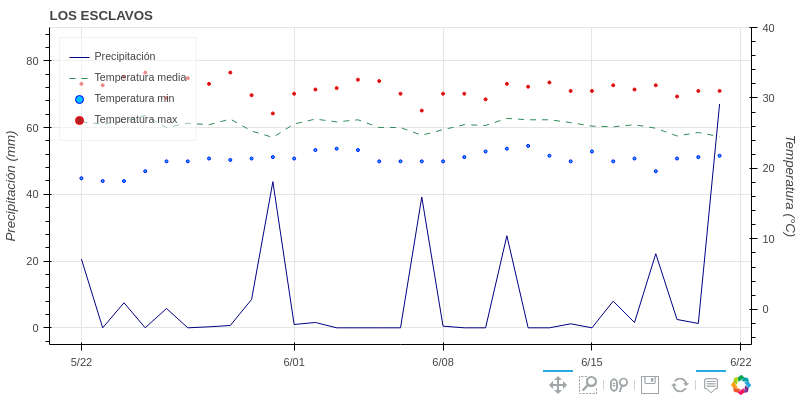 LOS ESCLAVOS
Precipitación
Temperatura media
Temperatura min
Temperatura max
Precipitación (mm)
80
60
40
20
0
Temperatura (°C)
40
30
20
10
0
5/22
6/01
6/08
6/15
6/22